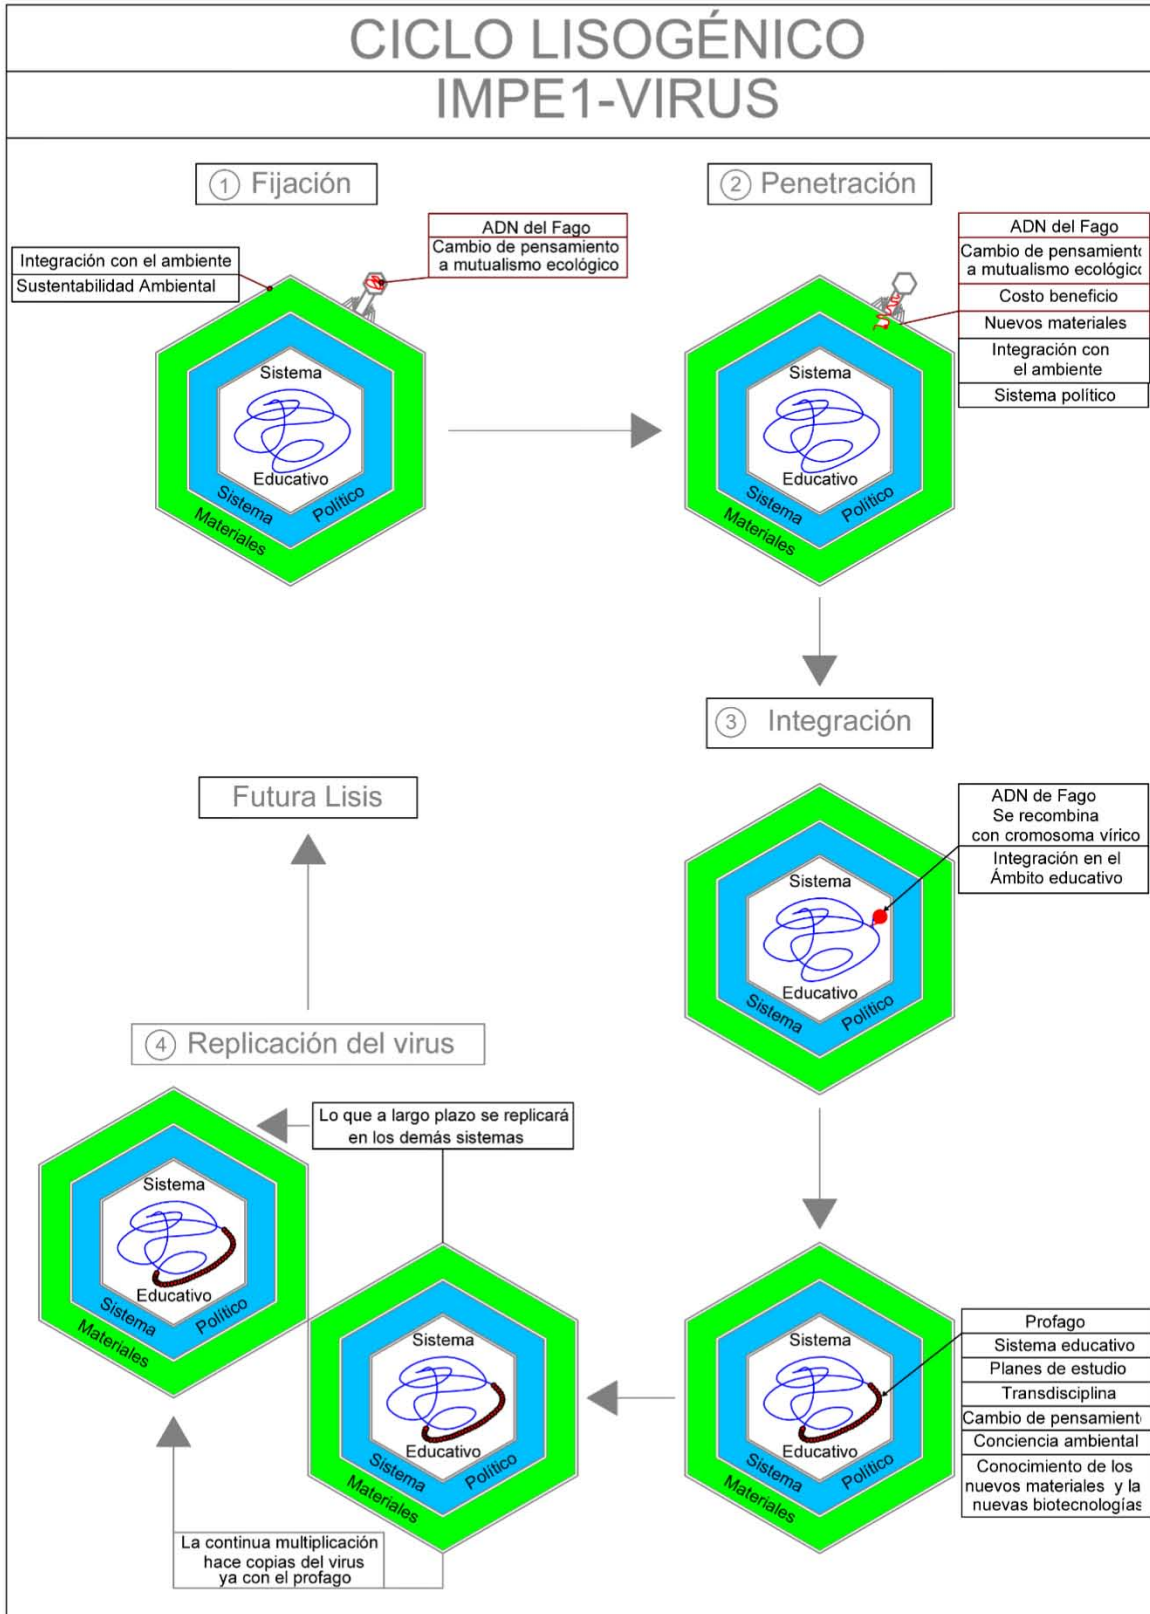 CICLO LISOGÉNICO
IMPE1-VIRUS
1 Fijación
2 Penetración
Integración con el ambiente
Sustentabilidad Ambiental
ADN del Fago
Cambio de pensamiento
a mutualismo ecológico
Sistema
Educativo
Sistema
Político
Materiales
ADN del Fago
Cambio de pensamiento
a mutualismo ecológico
Costo beneficio
Nuevos materiales
Integración con
el ambiente
Sistema político
Sistema
Educativo
Sistema
Político
Materiales
3 Integración
ADN de Fago
Se recombina
con cromosoma vírico
Integración en el
Ámbito educativo
Sistema
Educativo
Sistema
Político
Futura Lisis
4 Replicación del virus
Lo que a largo plazo se replicará
en los demás sistemas
Sistema
Educativo
Sistema
Político
Materiales
Sistema
Educativo
Sistema
Político
Materiales
Sistema
Educativo
Sistema
Político
Materiales
Profago
Sistema educativo
Planes de estudio
Transdisciplina
Cambio de pensamient
Conciencia ambiental
Conocimiento de los
nuevos materiales y la
nuevas biotecnologías
La continua multiplicación
hace copias del virus
ya con el profago